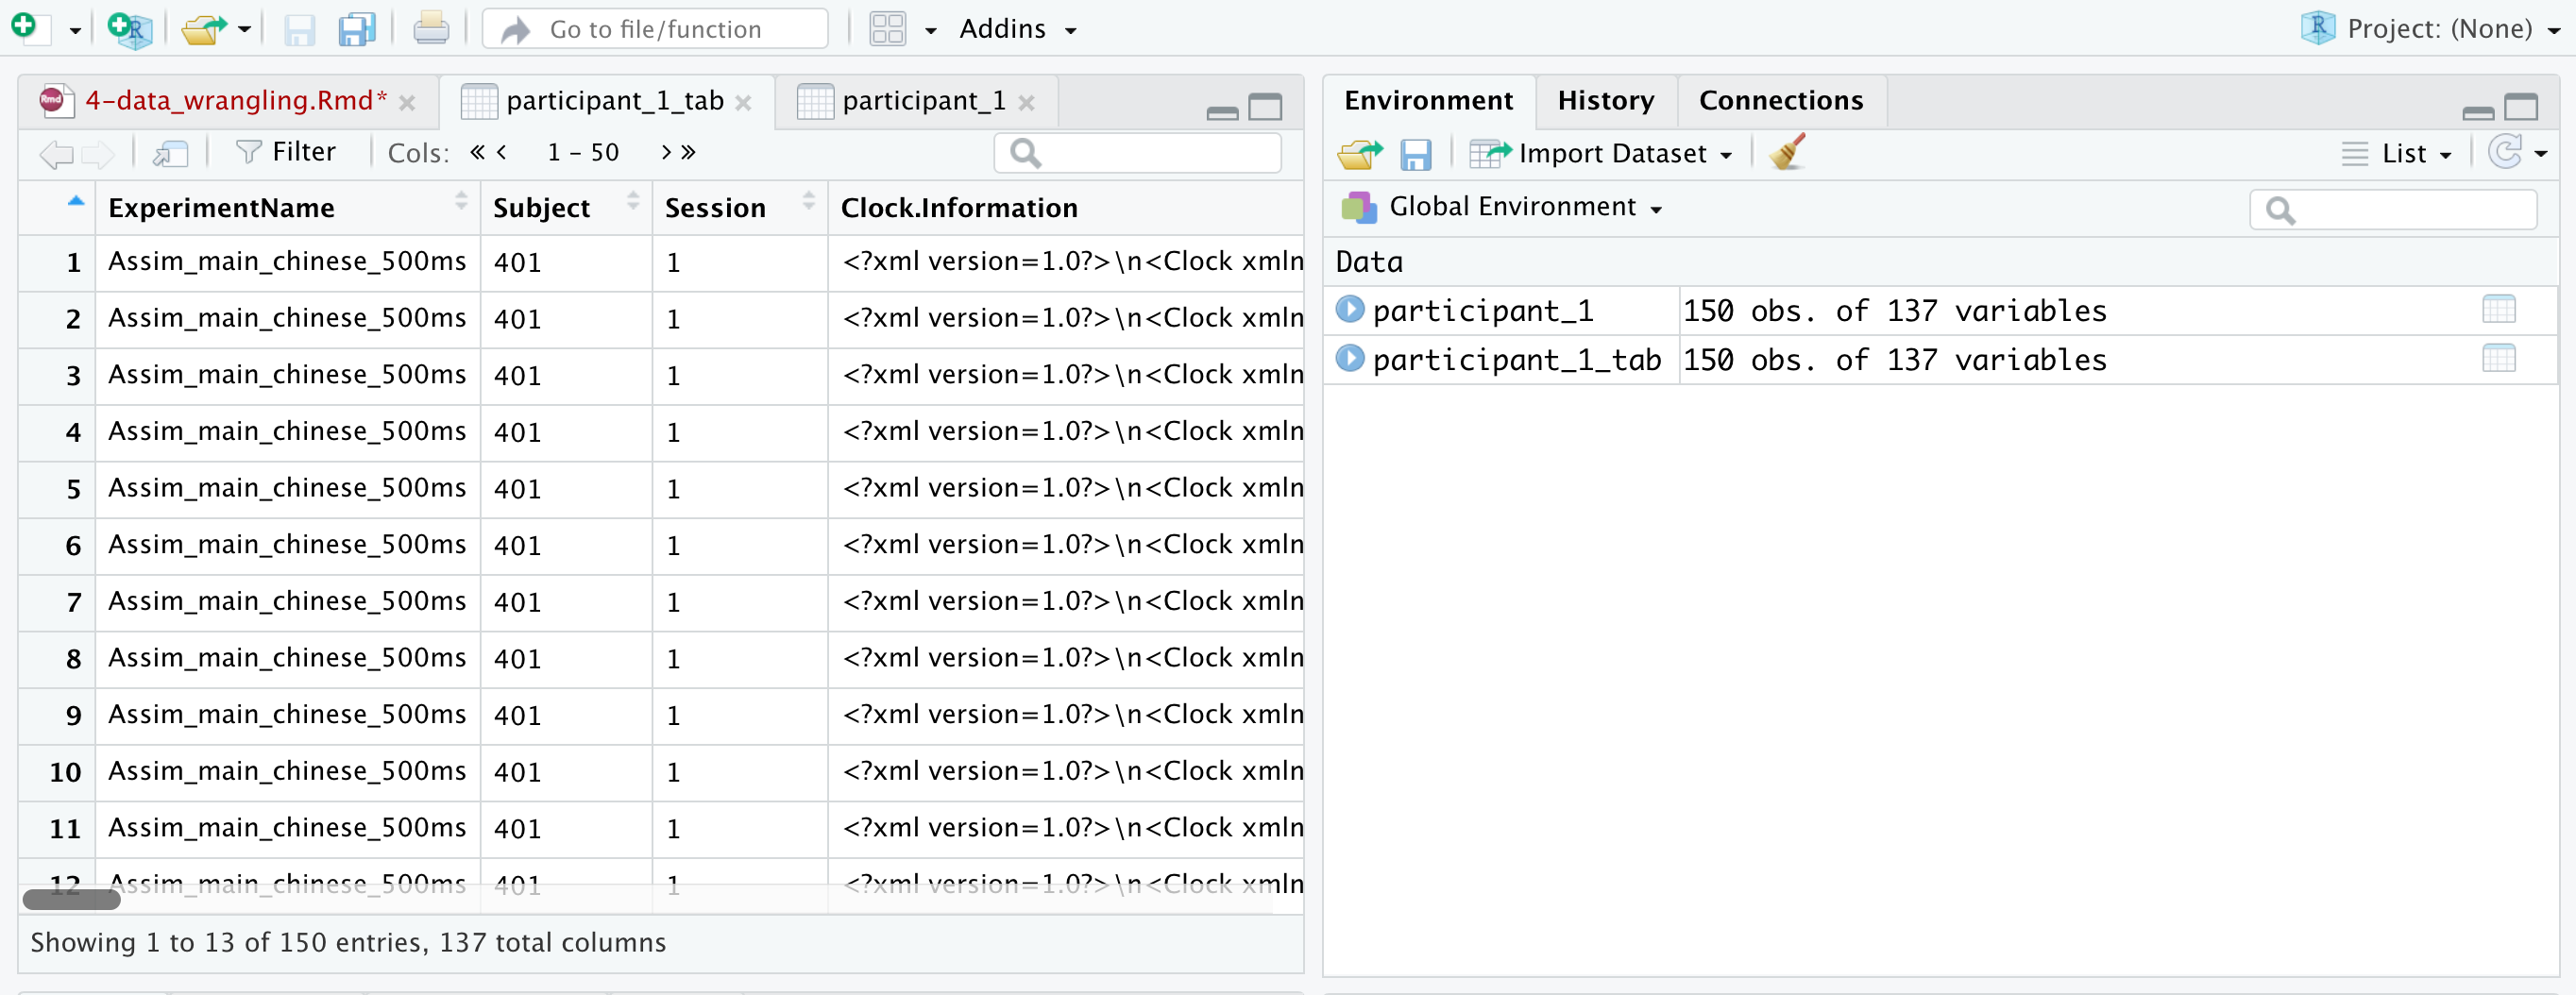 Go to file/function Addins Project: (None)
4-data_wrangling.Rmd* participant_1_tab participant_1
Filter Cols: « ‹ 1 - 50 › »
ExperimentName Subject Session Clock.Information
1 Assim_main_chinese_500ms 401 1 <?xml version=1.0?>\n<Clock xmln
2 Assim_main_chinese_500ms 401 1 <?xml version=1.0?>\n<Clock xmln
3 Assim_main_chinese_500ms 401 1 <?xml version=1.0?>\n<Clock xmln
4 Assim_main_chinese_500ms 401 1 <?xml version=1.0?>\n<Clock xmln
5 Assim_main_chinese_500ms 401 1 <?xml version=1.0?>\n<Clock xmln
6 Assim_main_chinese_500ms 401 1 <?xml version=1.0?>\n<Clock xmln
7 Assim_main_chinese_500ms 401 1 <?xml version=1.0?>\n<Clock xmln
8 Assim_main_chinese_500ms 401 1 <?xml version=1.0?>\n<Clock xmln
9 Assim_main_chinese_500ms 401 1 <?xml version=1.0?>\n<Clock xmln
10 Assim_main_chinese_500ms 401 1 <?xml version=1.0?>\n<Clock xmln
11 Assim_main_chinese_500ms 401 1 <?xml version=1.0?>\n<Clock xmln
12 Assim_main_chinese_500ms 401 1 <?xml version=1.0?>\n<Clock xmln
Showing 1 to 13 of 150 entries, 137 total columns
Environment History Connections
Import Dataset List
Global Environment
Data
participant_1 150 obs. of 137 variables
participant_1_tab 150 obs. of 137 variables